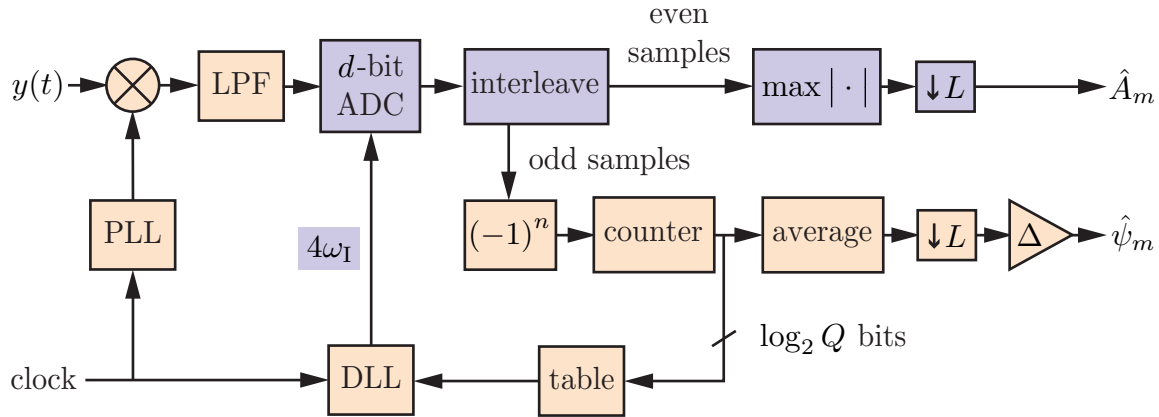 even
samples
y(t)
LPF
d-bit
ADC
interleave
max | · |
↓L
Â_m
odd samples
PLL
4ω_I
(−1)^n
counter
average
↓L
Δ
ψ̂_m
log_2 Q bits
clock
DLL
table